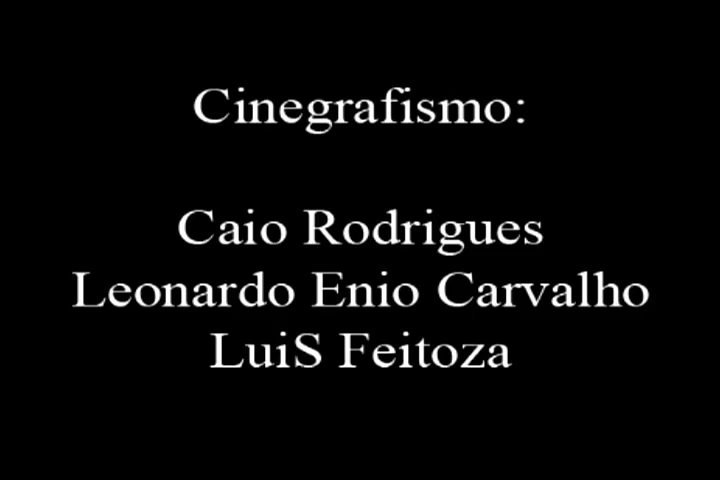 Cinegrafismo:
Caio Rodrigues
Leonardo Enio Carvalho
LuiS Feitoza